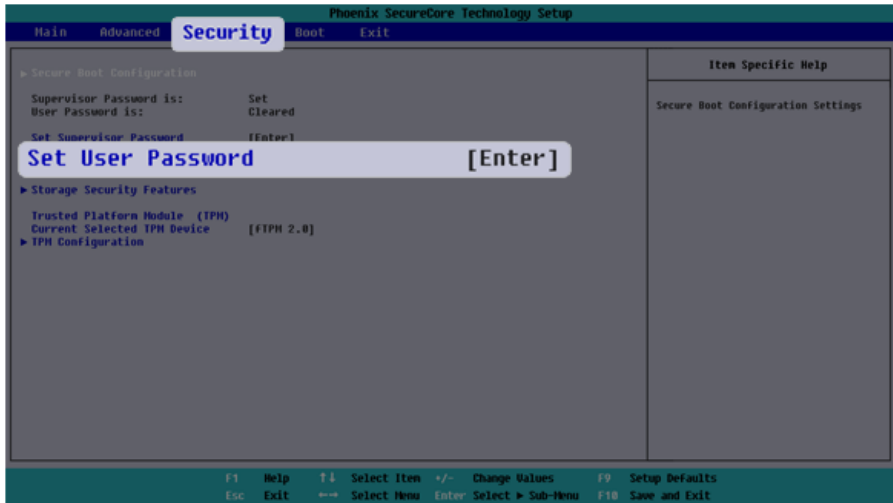 Phoenix SecureCore Technology Setup
Main Advanced Security Boot Exit
Item Specific Help
▶ Secure Boot Configuration
Secure Boot Configuration Settings
Supervisor Password is: Set
User Password is: Cleared
Set Supervisor Password [Enter]
Set User Password [Enter]
▶ Storage Security Features
Trusted Platform Module (TPM)
Current Selected TPM Device [fTPM 2.0]
▶ TPM Configuration
F1 Help ↑↓ Select Item +/- Change Values F9 Setup Defaults
Esc Exit ←→ Select Menu Enter Select ▶ Sub-Menu F10 Save and Exit